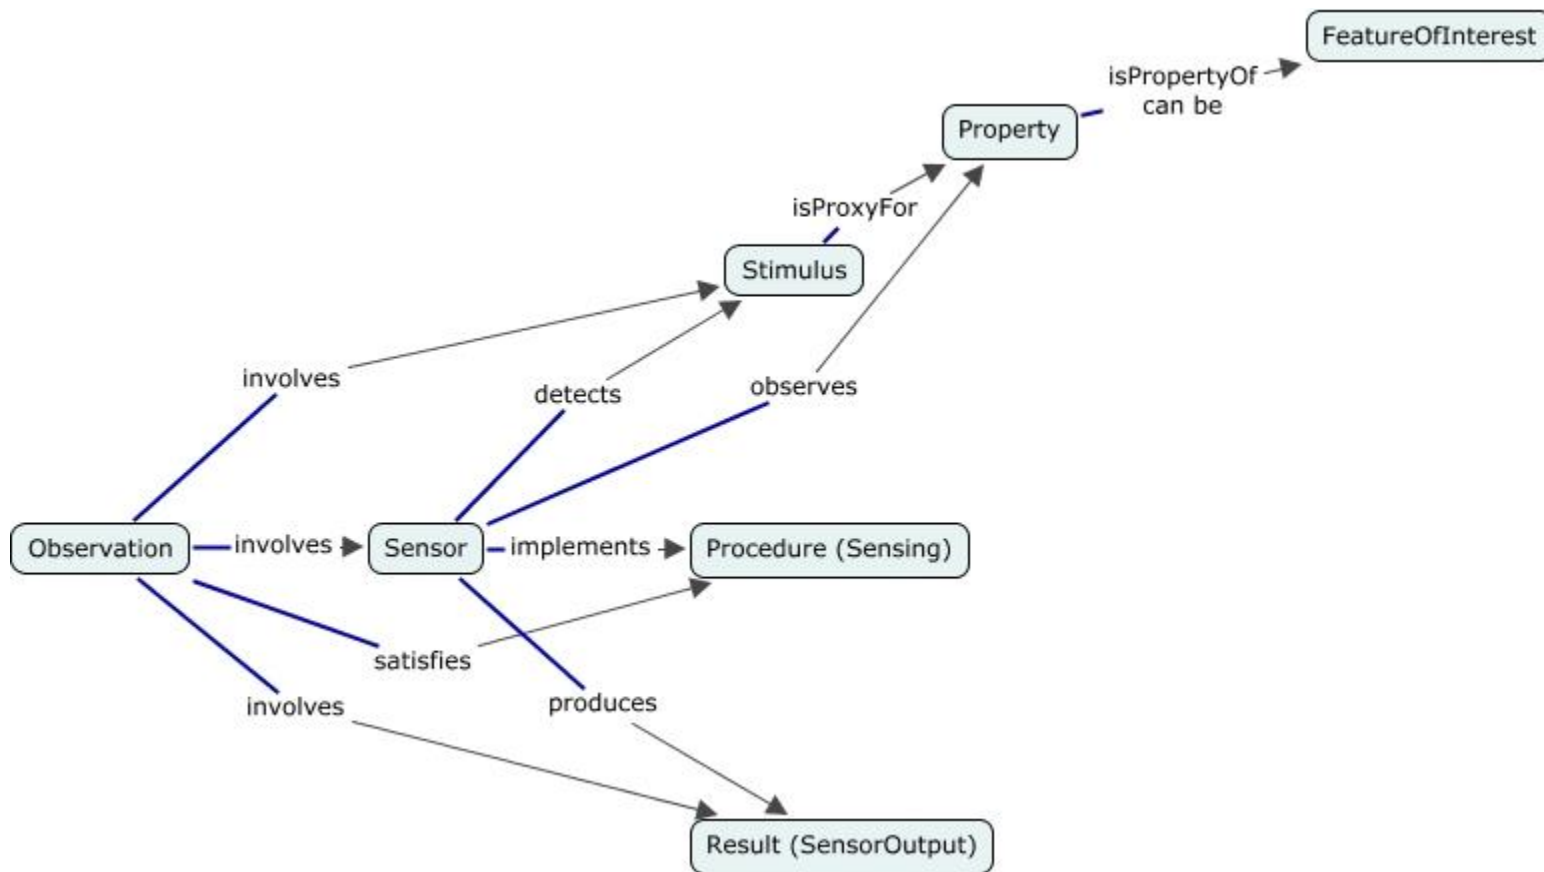 FeatureOfInterest
isPropertyOf
can be
Property
isProxyFor
Stimulus
involves
detects
observes
Observation
involves
Sensor
implements
Procedure (Sensing)
satisfies
involves
produces
Result (SensorOutput)